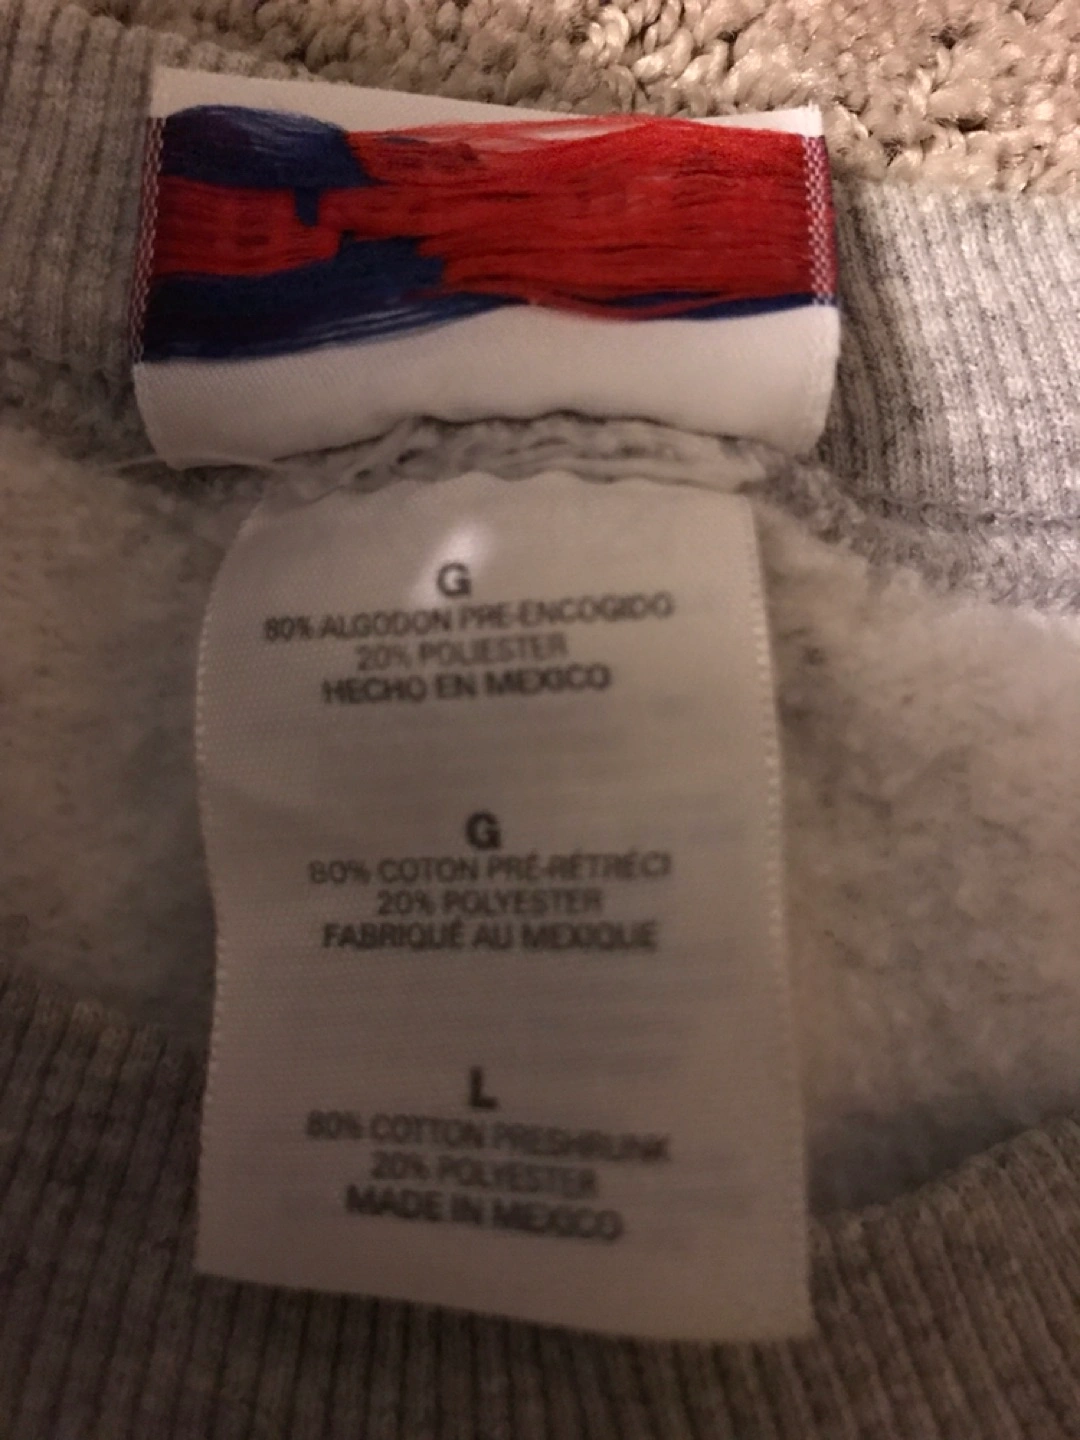 G
80% ALGODON PRE-ENCOGIDO
20% POLIESTER
HECHO EN MEXICO
G
80% COTON PRÉ-RÉTRÉCI
20% POLYESTER
FABRIQUÉ AU MEXIQUE
L
80% COTTON PRESHRUNK
20% POLYESTER
MADE IN MEXICO